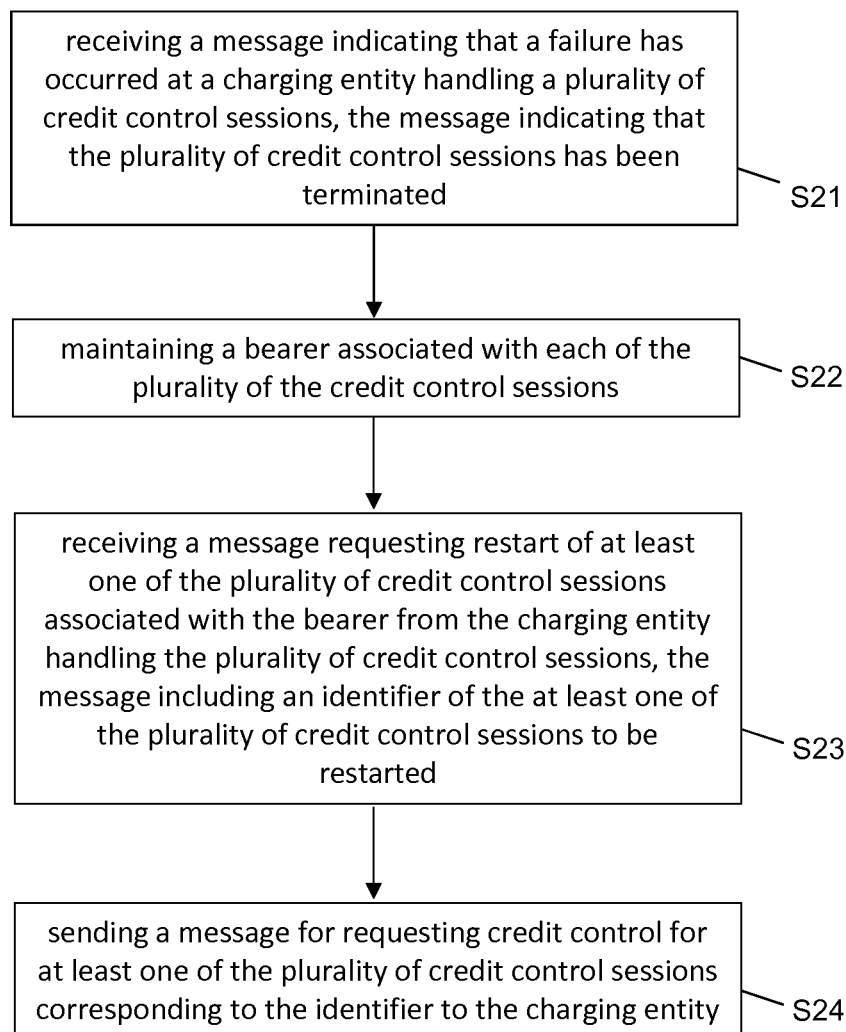 receiving a message indicating that a failure has
occurred at a charging entity handling a plurality of
credit control sessions, the message indicating that
the plurality of credit control sessions has been
terminated
S21
maintaining a bearer associated with each of the
plurality of the credit control sessions
S22
receiving a message requesting restart of at least
one of the plurality of credit control sessions
associated with the bearer from the charging entity
handling the plurality of credit control sessions, the
message including an identifier of the at least one of
the plurality of credit control sessions to be
restarted
S23
sending a message for requesting credit control for
at least one of the plurality of credit control sessions
corresponding to the identifier to the charging entity
S24